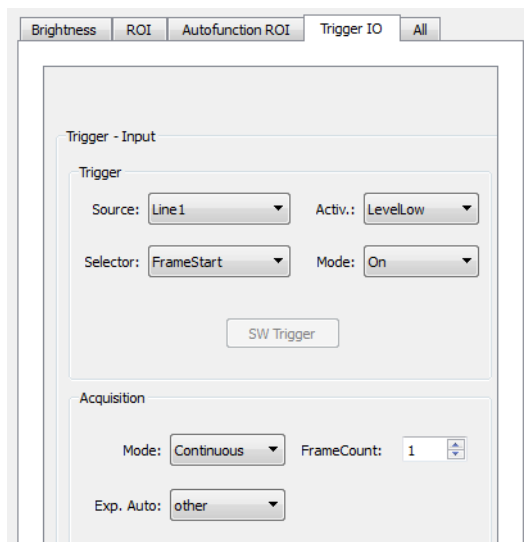 Brightness ROI Autofunction ROI Trigger IO All
Trigger - Input
Trigger
Source: Line1 Activ.: LevelLow
Selector: FrameStart Mode: On
SW Trigger
Acquisition
Mode: Continuous FrameCount: 1
Exp. Auto: other